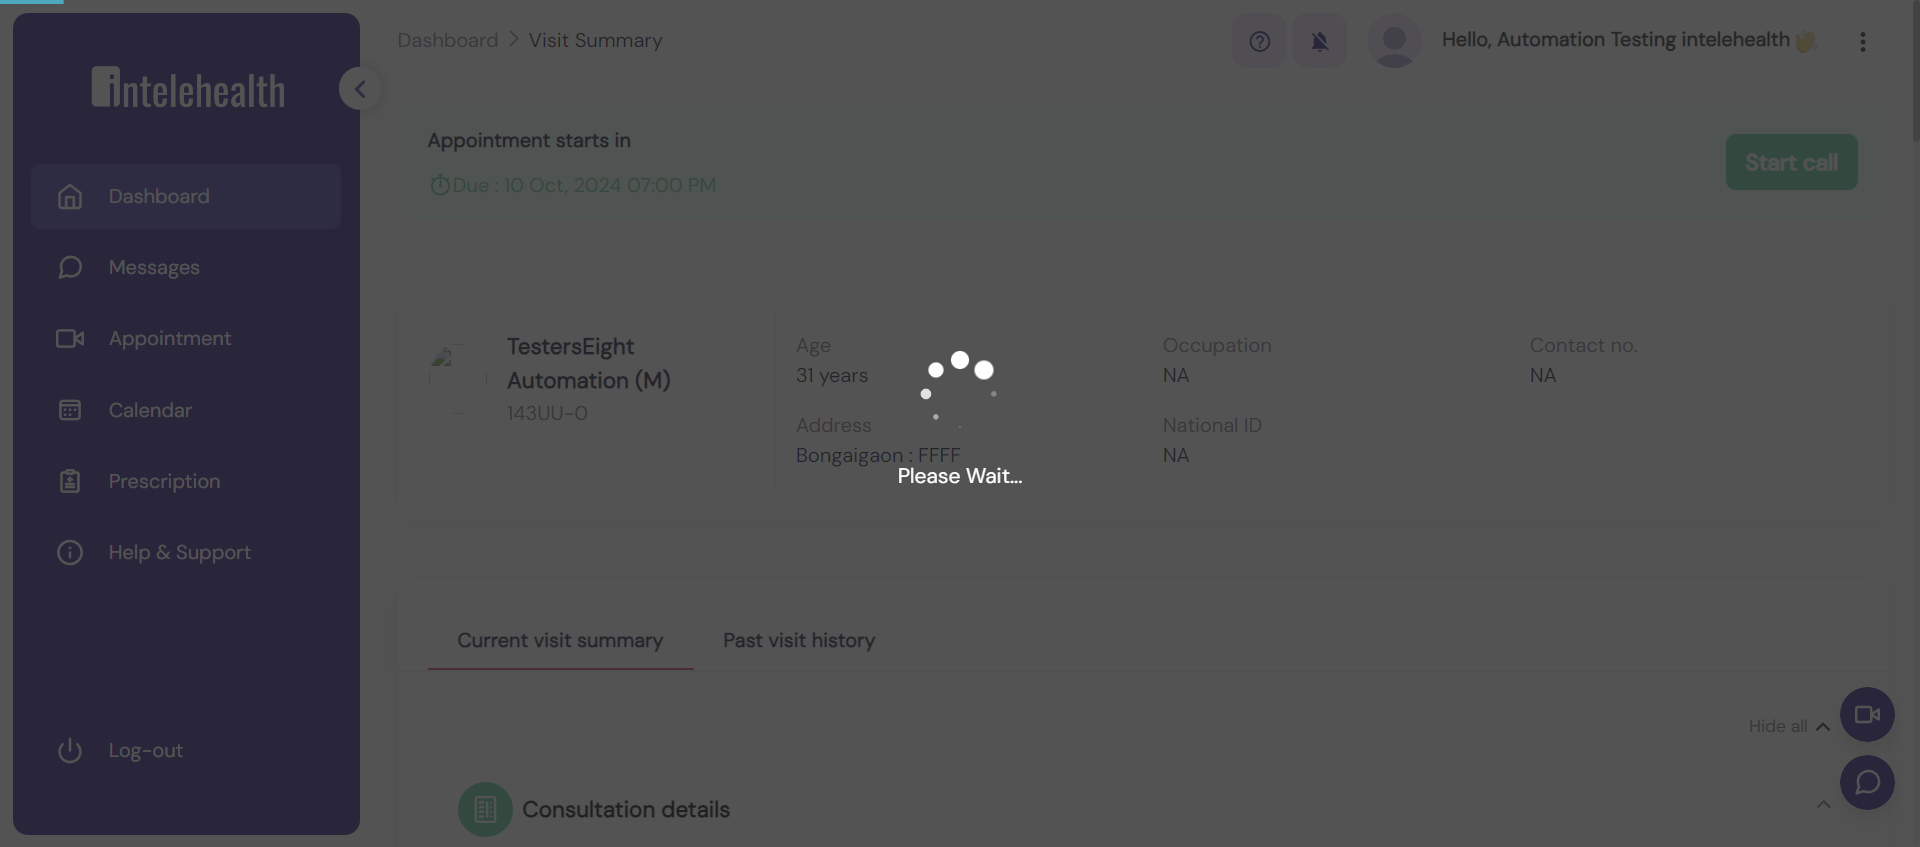 intelehealth
Dashboard
Messages
Appointment
Calendar
Prescription
Help & Support
Log-out
Dashboard > Visit Summary
Hello, Automation Testing intelehealth 👋
Appointment starts in
Due : 10 Oct, 2024 07:00 PM
Start call
TestersEight
Automation (M)
143UU-0
Age
31 years
Address
Bongaigaon : FFFF
Occupation
NA
National ID
NA
Contact no.
NA
Please Wait...
Current visit summary
Past visit history
Hide all
Consultation details